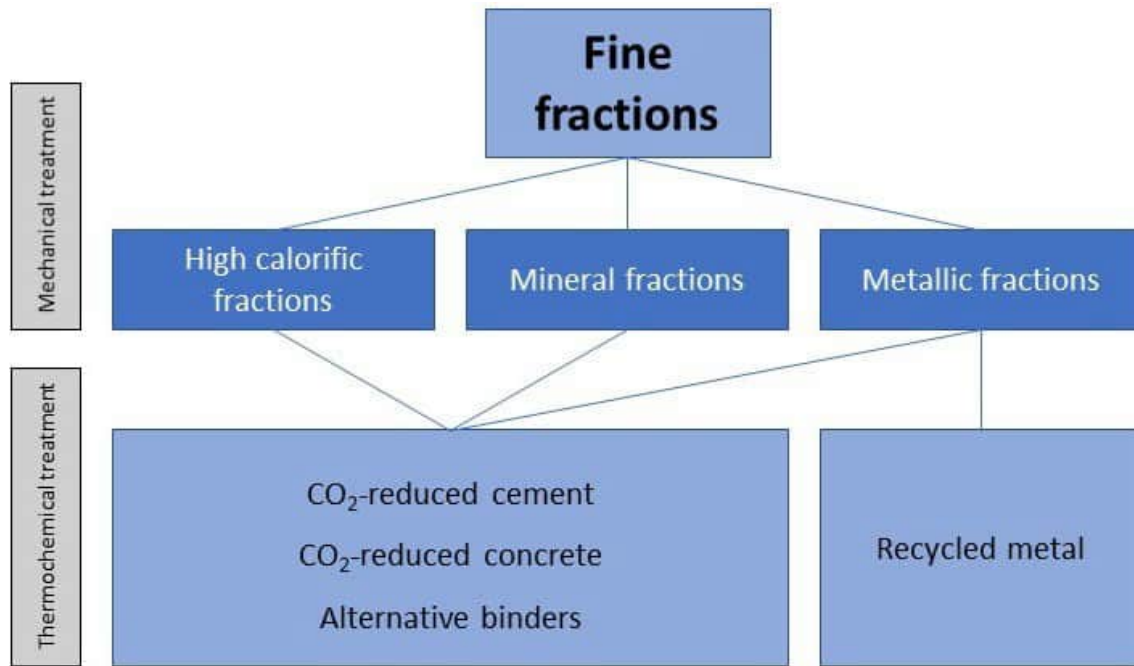 Fine
fractions
Mechanical treatment
High calorific
fractions
Mineral fractions
Metallic fractions
Thermochemical treatment
CO₂-reduced cement
CO₂-reduced concrete
Alternative binders
Recycled metal